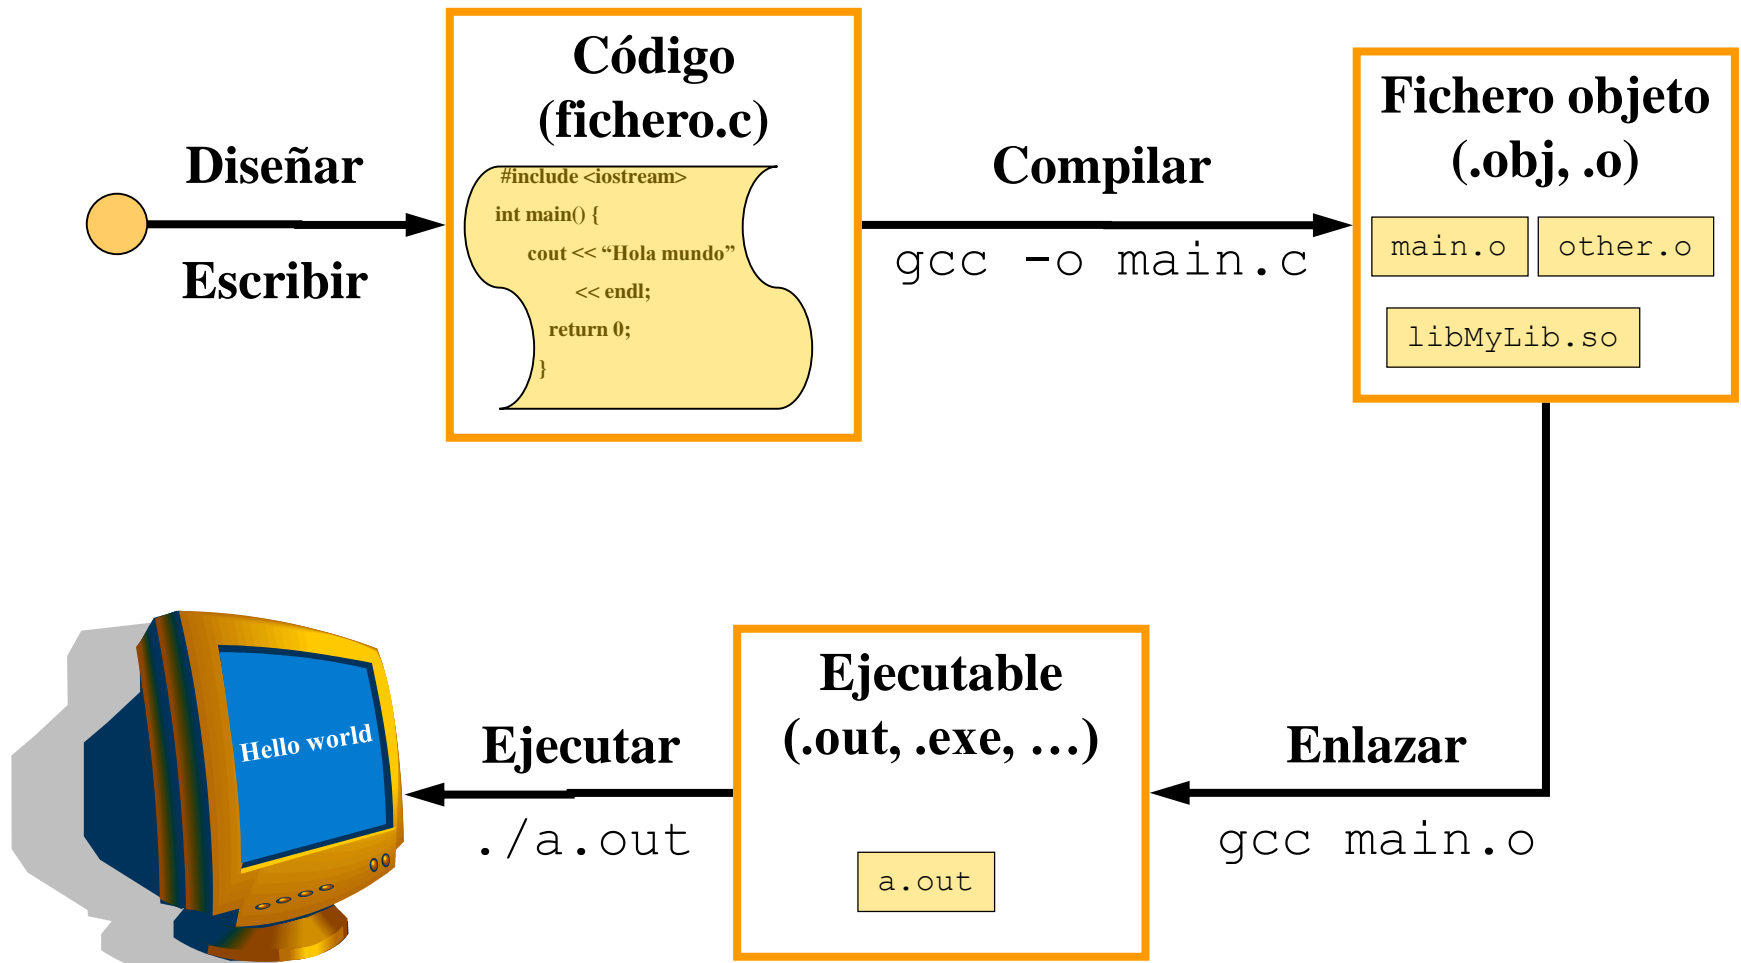 Diseñar
Escribir
Código
(fichero.c)
#include <iostream>
int main() {
cout << “Hola mundo”
<< endl;
return 0;
}
Compilar
gcc -o main.c
Fichero objeto
(.obj, .o)
main.o
other.o
libMyLib.so
Enlazar
gcc main.o
Ejecutable
(.out, .exe, …)
a.out
Ejecutar
./a.out
Hello world